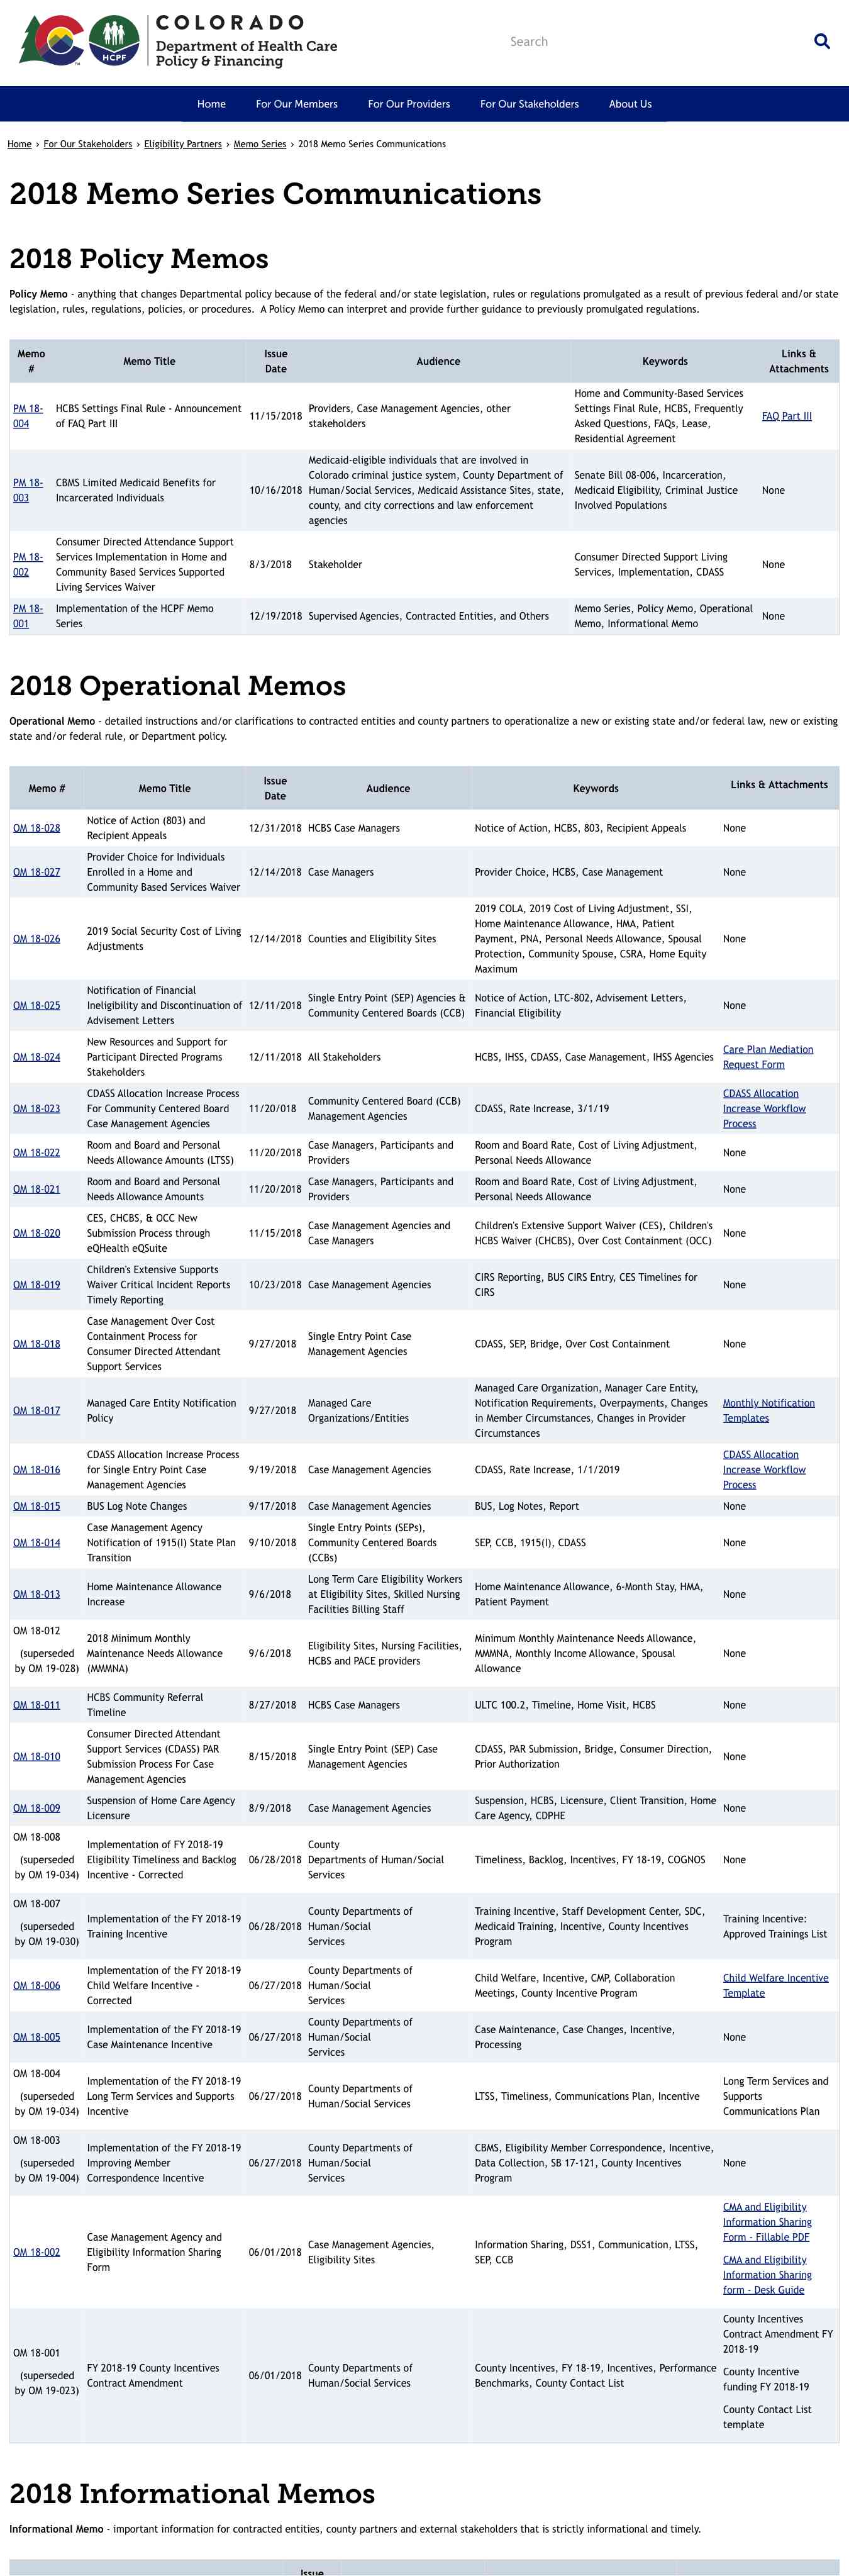 COLORADO
Department of Health Care
Policy & Financing
HCPF
TM
Search
Home
For Our Members
For Our Providers
For Our Stakeholders
About Us
Home › For Our Stakeholders › Eligibility Partners › Memo Series › 2018 Memo Series Communications
2018 Memo Series Communications
2018 Policy Memos
Policy Memo - anything that changes Departmental policy because of the federal and/or state legislation, rules or regulations promulgated as a result of previous federal and/or state
legislation, rules, regulations, policies, or procedures.  A Policy Memo can interpret and provide further guidance to previously promulgated regulations.
Memo
#
Memo Title
Issue
Date
Audience
Keywords
Links &
Attachments
PM 18-
004
HCBS Settings Final Rule - Announcement
of FAQ Part III
11/15/2018
Providers, Case Management Agencies, other
stakeholders
Home and Community-Based Services
Settings Final Rule, HCBS, Frequently
Asked Questions, FAQs, Lease,
Residential Agreement
FAQ Part III
PM 18-
003
CBMS Limited Medicaid Benefits for
Incarcerated Individuals
10/16/2018
Medicaid-eligible individuals that are involved in
Colorado criminal justice system, County Department of
Human/Social Services, Medicaid Assistance Sites, state,
county, and city corrections and law enforcement
agencies
Senate Bill 08-006, Incarceration,
Medicaid Eligibility, Criminal Justice
Involved Populations
None
PM 18-
002
Consumer Directed Attendance Support
Services Implementation in Home and
Community Based Services Supported
Living Services Waiver
8/3/2018
Stakeholder
Consumer Directed Support Living
Services, Implementation, CDASS
None
PM 18-
001
Implementation of the HCPF Memo
Series
12/19/2018
Supervised Agencies, Contracted Entities, and Others
Memo Series, Policy Memo, Operational
Memo, Informational Memo
None
2018 Operational Memos
Operational Memo - detailed instructions and/or clarifications to contracted entities and county partners to operationalize a new or existing state and/or federal law, new or existing
state and/or federal rule, or Department policy.
Memo #
Memo Title
Issue
Date
Audience
Keywords
Links & Attachments
OM 18-028
Notice of Action (803) and
Recipient Appeals
12/31/2018
HCBS Case Managers
Notice of Action, HCBS, 803, Recipient Appeals
None
OM 18-027
Provider Choice for Individuals
Enrolled in a Home and
Community Based Services Waiver
12/14/2018
Case Managers
Provider Choice, HCBS, Case Management
None
OM 18-026
2019 Social Security Cost of Living
Adjustments
12/14/2018
Counties and Eligibility Sites
2019 COLA, 2019 Cost of Living Adjustment, SSI,
Home Maintenance Allowance, HMA, Patient
Payment, PNA, Personal Needs Allowance, Spousal
Protection, Community Spouse, CSRA, Home Equity
Maximum
None
OM 18-025
Notification of Financial
Ineligibility and Discontinuation of
Advisement Letters
12/11/2018
Single Entry Point (SEP) Agencies &
Community Centered Boards (CCB)
Notice of Action, LTC-802, Advisement Letters,
Financial Eligibility
None
OM 18-024
New Resources and Support for
Participant Directed Programs
Stakeholders
12/11/2018
All Stakeholders
HCBS, IHSS, CDASS, Case Management, IHSS Agencies
Care Plan Mediation
Request Form
OM 18-023
CDASS Allocation Increase Process
For Community Centered Board
Case Management Agencies
11/20/018
Community Centered Board (CCB)
Management Agencies
CDASS, Rate Increase, 3/1/19
CDASS Allocation
Increase Workflow
Process
OM 18-022
Room and Board and Personal
Needs Allowance Amounts (LTSS)
11/20/2018
Case Managers, Participants and
Providers
Room and Board Rate, Cost of Living Adjustment,
Personal Needs Allowance
None
OM 18-021
Room and Board and Personal
Needs Allowance Amounts
11/20/2018
Case Managers, Participants and
Providers
Room and Board Rate, Cost of Living Adjustment,
Personal Needs Allowance
None
OM 18-020
CES, CHCBS, & OCC New
Submission Process through
eQHealth eQSuite
11/15/2018
Case Management Agencies and
Case Managers
Children's Extensive Support Waiver (CES), Children's
HCBS Waiver (CHCBS), Over Cost Containment (OCC)
None
OM 18-019
Children's Extensive Supports
Waiver Critical Incident Reports
Timely Reporting
10/23/2018
Case Management Agencies
CIRS Reporting, BUS CIRS Entry, CES Timelines for
CIRS
None
OM 18-018
Case Management Over Cost
Containment Process for
Consumer Directed Attendant
Support Services
9/27/2018
Single Entry Point Case
Management Agencies
CDASS, SEP, Bridge, Over Cost Containment
None
OM 18-017
Managed Care Entity Notification
Policy
9/27/2018
Managed Care
Organizations/Entities
Managed Care Organization, Manager Care Entity,
Notification Requirements, Overpayments, Changes
in Member Circumstances, Changes in Provider
Circumstances
Monthly Notification
Templates
OM 18-016
CDASS Allocation Increase Process
for Single Entry Point Case
Management Agencies
9/19/2018
Case Management Agencies
CDASS, Rate Increase, 1/1/2019
CDASS Allocation
Increase Workflow
Process
OM 18-015
BUS Log Note Changes
9/17/2018
Case Management Agencies
BUS, Log Notes, Report
None
OM 18-014
Case Management Agency
Notification of 1915(I) State Plan
Transition
9/10/2018
Single Entry Points (SEPs),
Community Centered Boards
(CCBs)
SEP, CCB, 1915(I), CDASS
None
OM 18-013
Home Maintenance Allowance
Increase
9/6/2018
Long Term Care Eligibility Workers
at Eligibility Sites, Skilled Nursing
Facilities Billing Staff
Home Maintenance Allowance, 6-Month Stay, HMA,
Patient Payment
None
OM 18-012
(superseded
by OM 19-028)
2018 Minimum Monthly
Maintenance Needs Allowance
(MMMNA)
9/6/2018
Eligibility Sites, Nursing Facilities,
HCBS and PACE providers
Minimum Monthly Maintenance Needs Allowance,
MMMNA, Monthly Income Allowance, Spousal
Allowance
None
OM 18-011
HCBS Community Referral
Timeline
8/27/2018
HCBS Case Managers
ULTC 100.2, Timeline, Home Visit, HCBS
None
OM 18-010
Consumer Directed Attendant
Support Services (CDASS) PAR
Submission Process For Case
Management Agencies
8/15/2018
Single Entry Point (SEP) Case
Management Agencies
CDASS, PAR Submission, Bridge, Consumer Direction,
Prior Authorization
None
OM 18-009
Suspension of Home Care Agency
Licensure
8/9/2018
Case Management Agencies
Suspension, HCBS, Licensure, Client Transition, Home
Care Agency, CDPHE
None
OM 18-008
(superseded
by OM 19-034)
Implementation of FY 2018-19
Eligibility Timeliness and Backlog
Incentive - Corrected
06/28/2018
County
Departments of Human/Social
Services
Timeliness, Backlog, Incentives, FY 18-19, COGNOS
None
OM 18-007
(superseded
by OM 19-030)
Implementation of the FY 2018-19
Training Incentive
06/28/2018
County Departments of
Human/Social
Services
Training Incentive, Staff Development Center, SDC,
Medicaid Training, Incentive, County Incentives
Program
Training Incentive:
Approved Trainings List
OM 18-006
Implementation of the FY 2018-19
Child Welfare Incentive -
Corrected
06/27/2018
County Departments of
Human/Social
Services
Child Welfare, Incentive, CMP, Collaboration
Meetings, County Incentive Program
Child Welfare Incentive
Template
OM 18-005
Implementation of the FY 2018-19
Case Maintenance Incentive
06/27/2018
County Departments of
Human/Social
Services
Case Maintenance, Case Changes, Incentive,
Processing
None
OM 18-004
(superseded
by OM 19-034)
Implementation of the FY 2018-19
Long Term Services and Supports
Incentive
06/27/2018
County Departments of
Human/Social Services
LTSS, Timeliness, Communications Plan, Incentive
Long Term Services and
Supports
Communications Plan
OM 18-003
(superseded
by OM 19-004)
Implementation of the FY 2018-19
Improving Member
Correspondence Incentive
06/27/2018
County Departments of
Human/Social
Services
CBMS, Eligibility Member Correspondence, Incentive,
Data Collection, SB 17-121, County Incentives
Program
None
OM 18-002
Case Management Agency and
Eligibility Information Sharing
Form
06/01/2018
Case Management Agencies,
Eligibility Sites
Information Sharing, DSS1, Communication, LTSS,
SEP, CCB
CMA and Eligibility
Information Sharing
Form - Fillable PDF
CMA and Eligibility
Information Sharing
form - Desk Guide
OM 18-001
(superseded
by OM 19-023)
FY 2018-19 County Incentives
Contract Amendment
06/01/2018
County Departments of
Human/Social Services
County Incentives, FY 18-19, Incentives, Performance
Benchmarks, County Contact List
County Incentives
Contract Amendment FY
2018-19
County Incentive
funding FY 2018-19
County Contact List
template
2018 Informational Memos
Informational Memo - important information for contracted entities, county partners and external stakeholders that is strictly informational and timely.
Issue